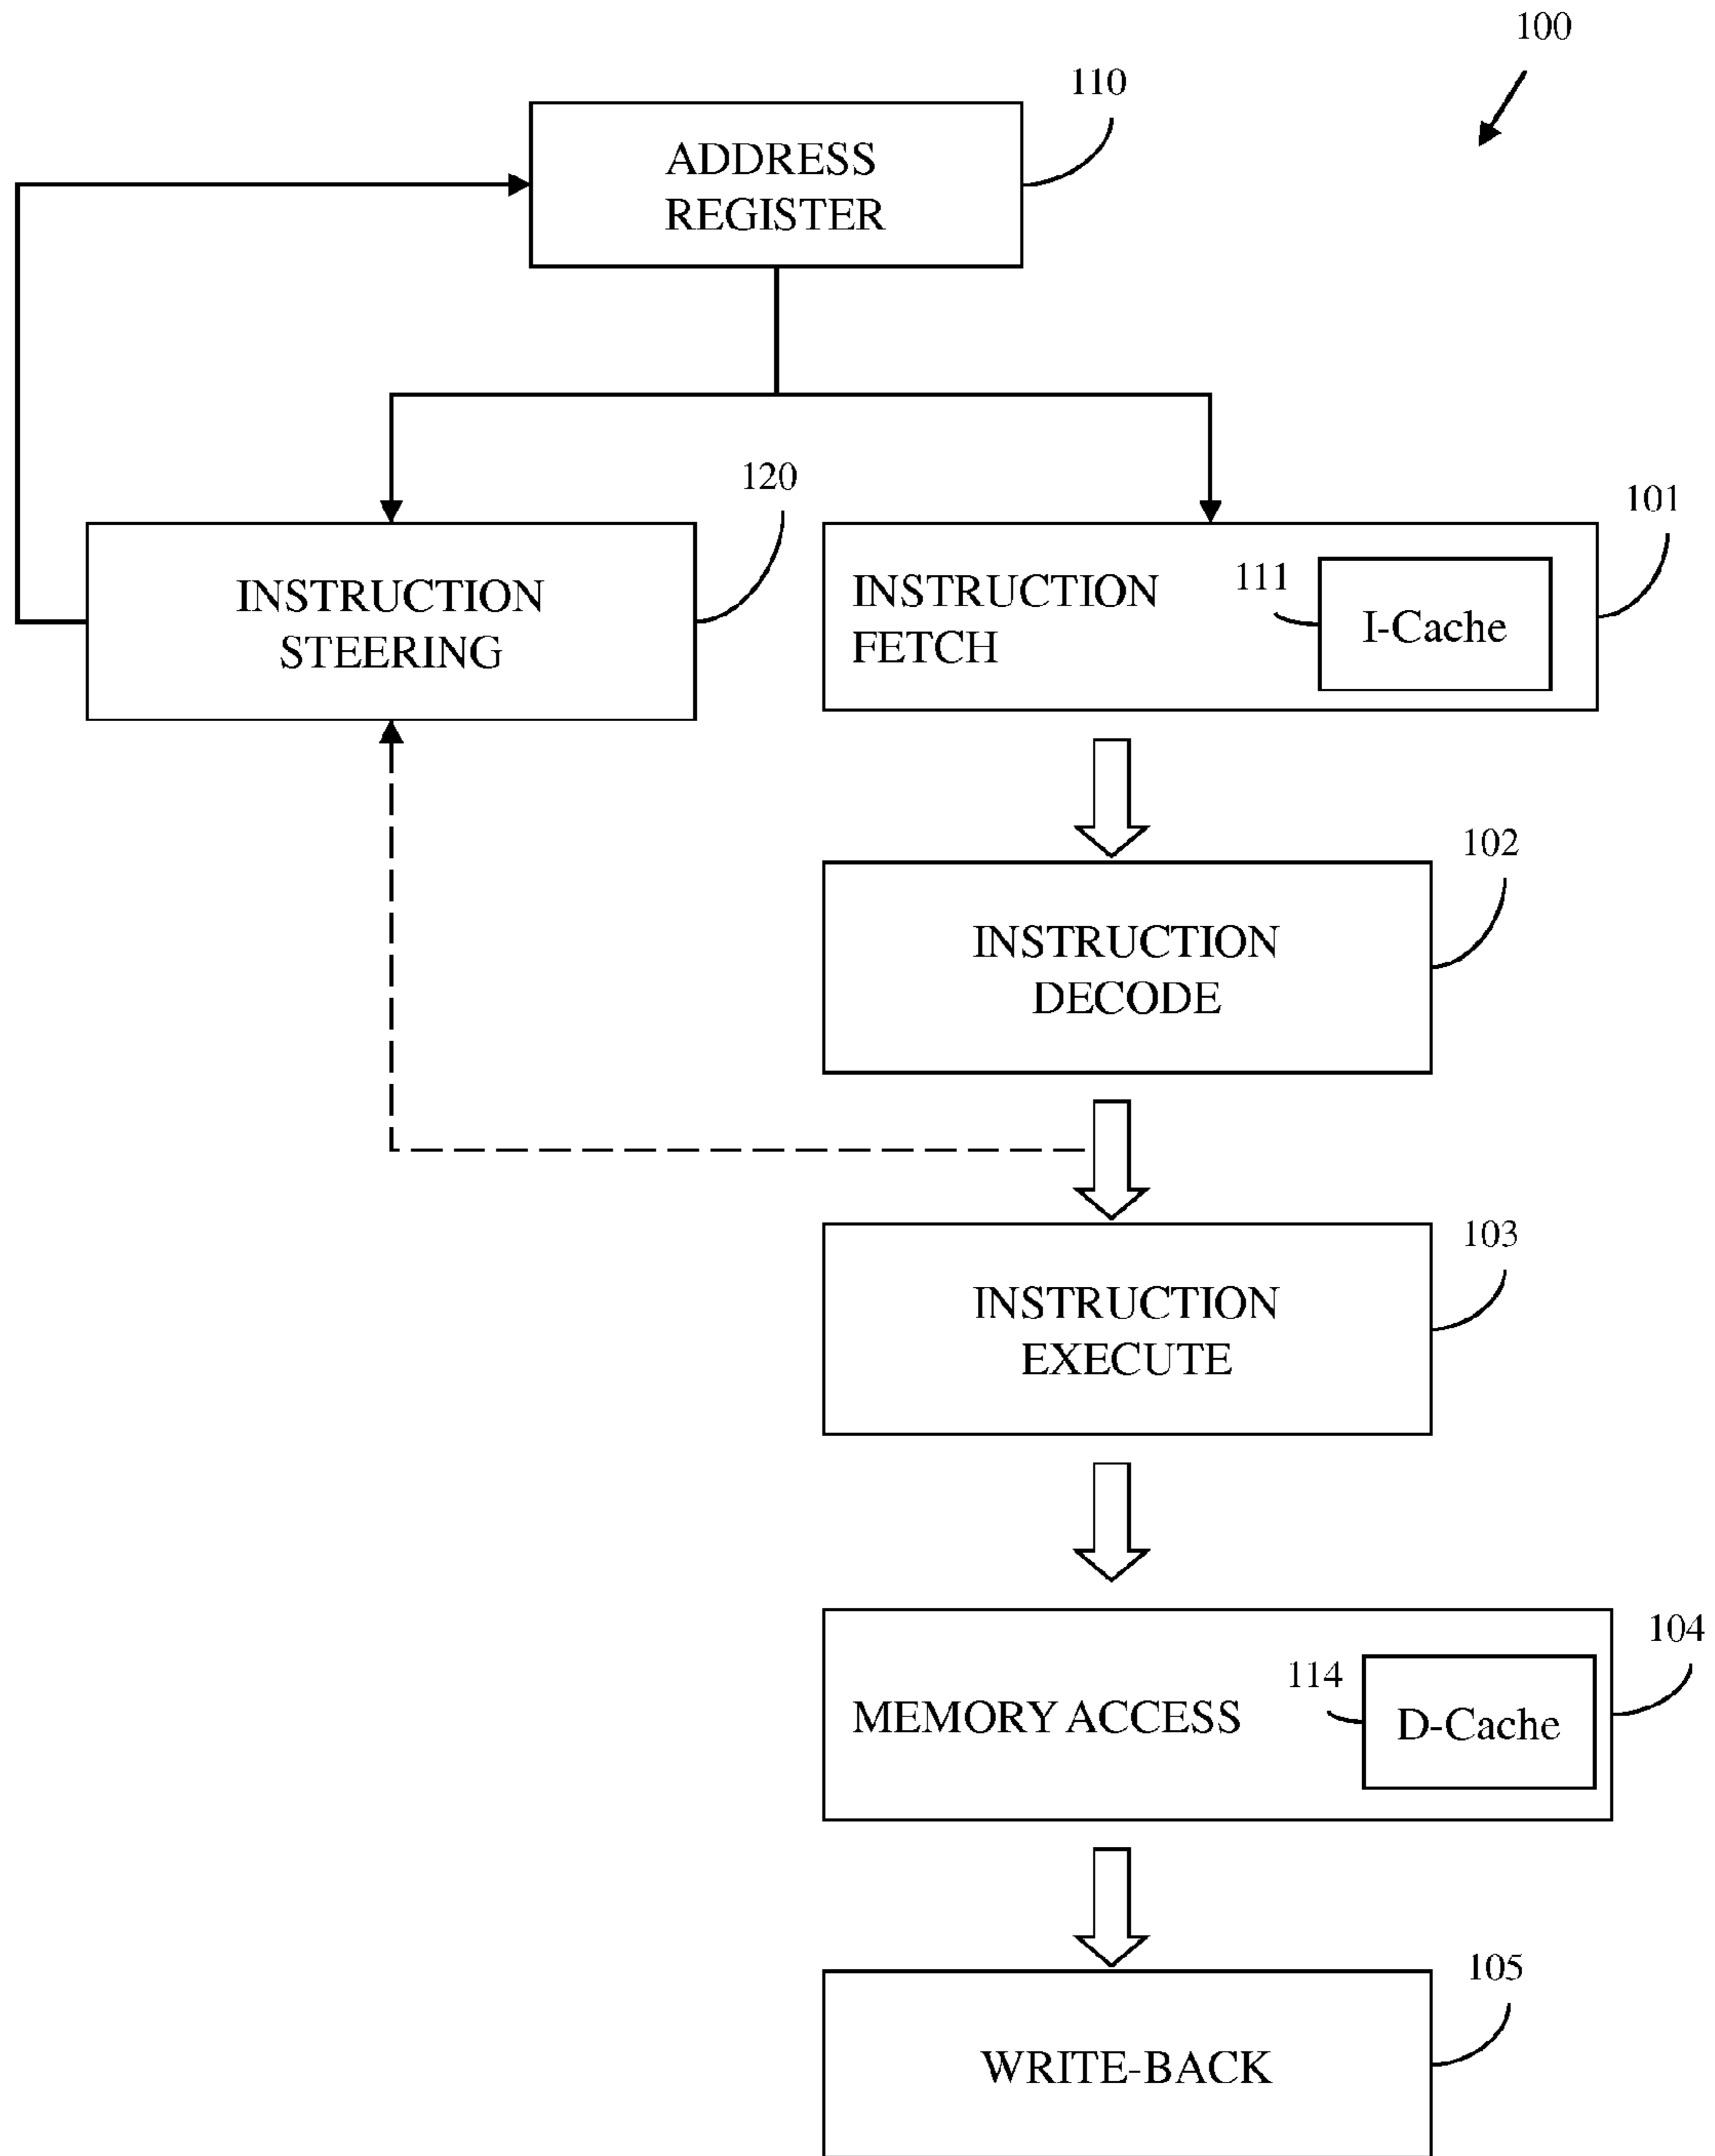 100
110
ADDRESS
REGISTER
120
101
INSTRUCTION
STEERING
INSTRUCTION
FETCH
111
I-Cache
102
INSTRUCTION
DECODE
103
INSTRUCTION
EXECUTE
104
114
MEMORY ACCESS
D-Cache
105
WRITE-BACK